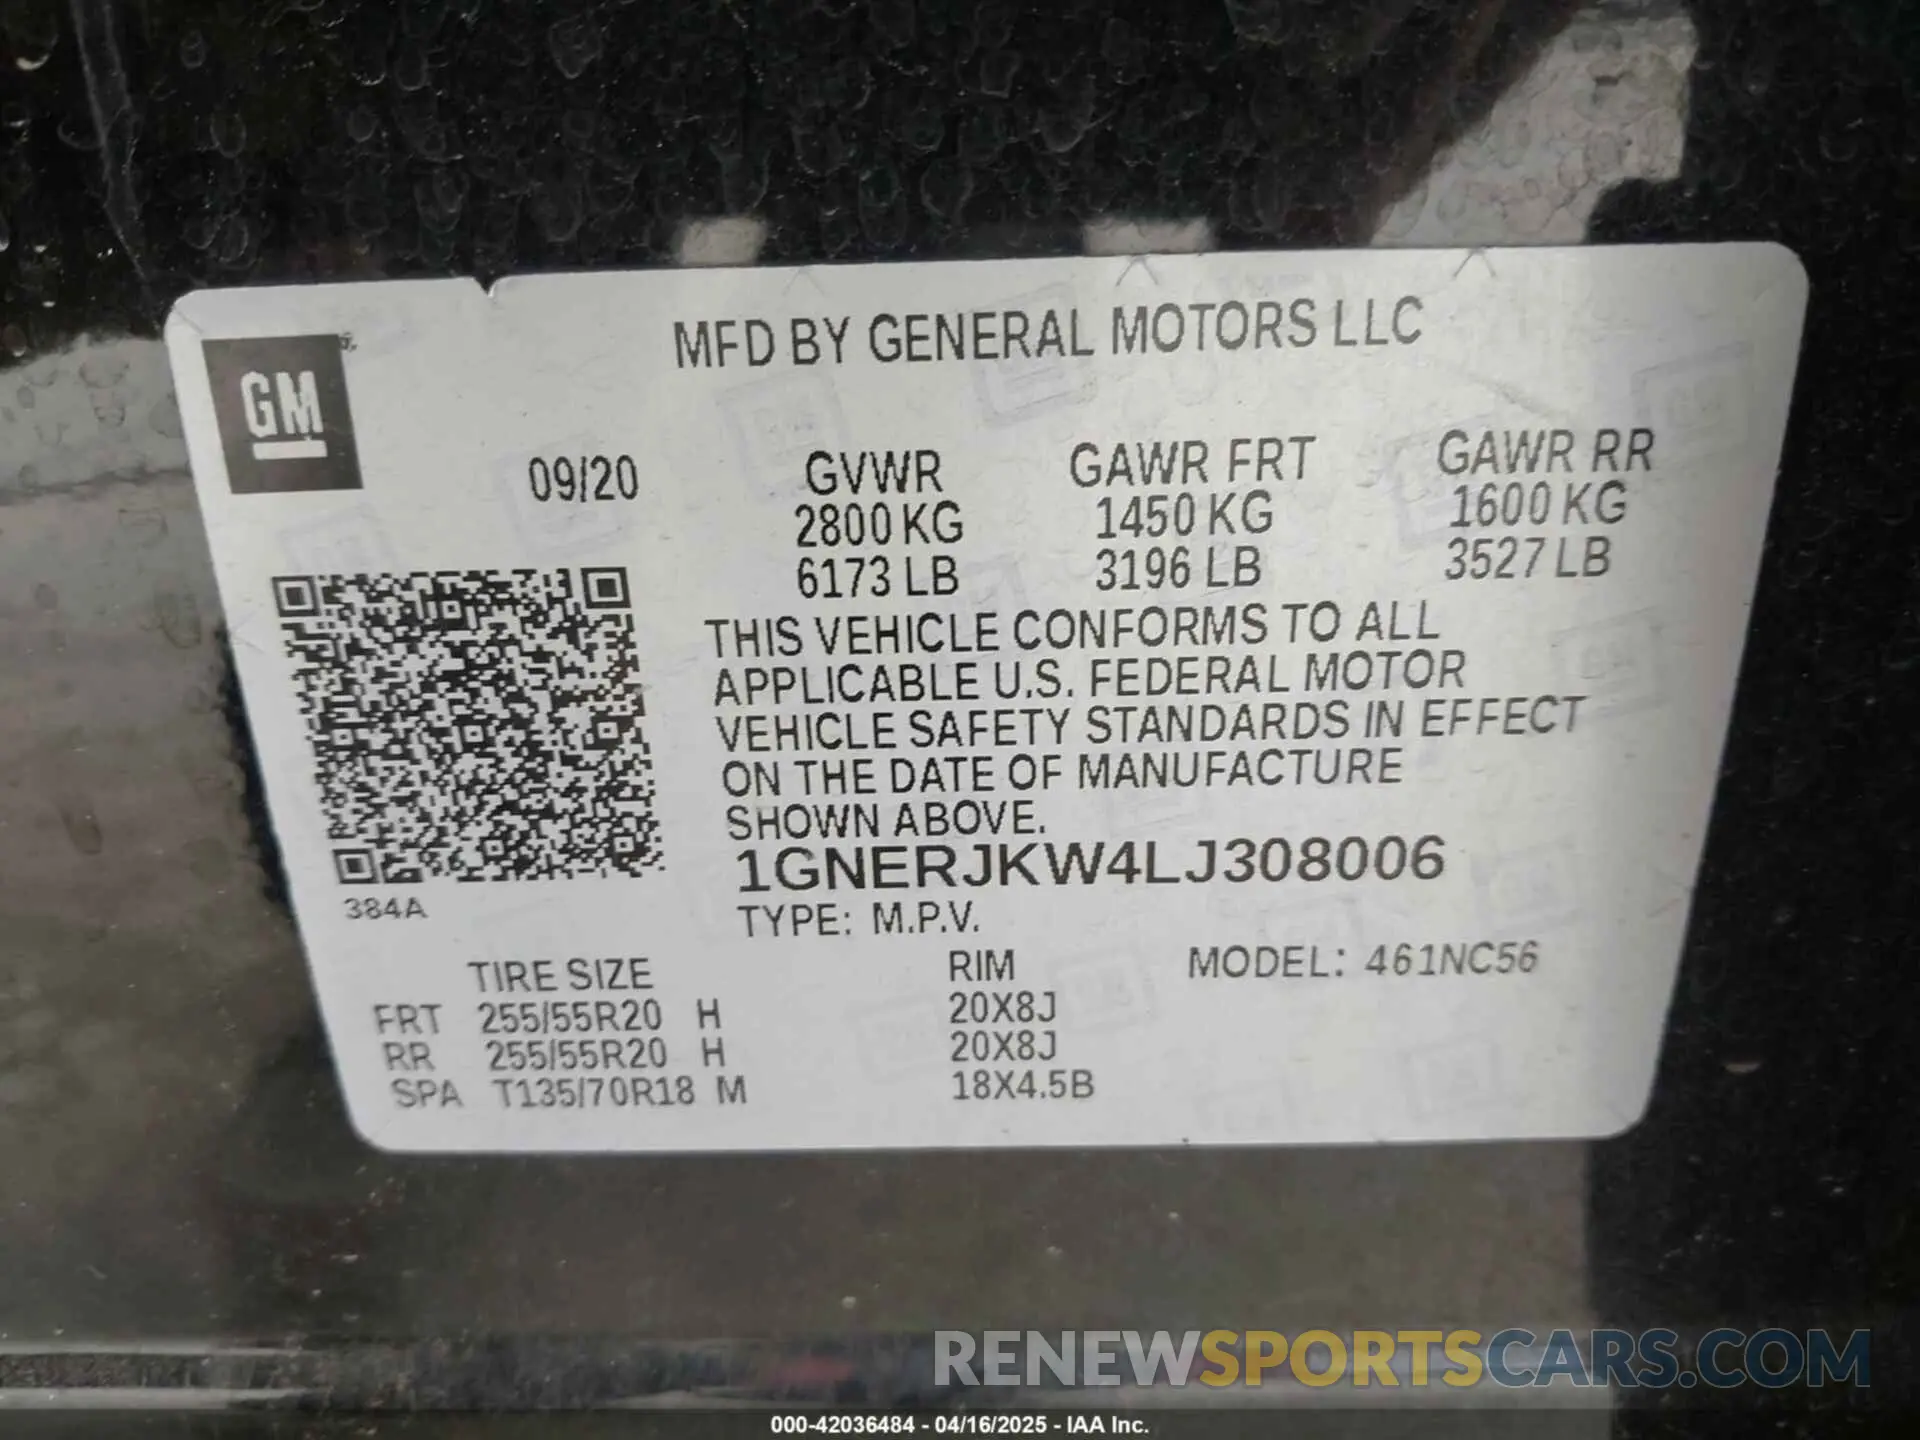 MFD BY GENERAL MOTORS LLC
GM
09/20 GVWR GAWR FRT GAWR RR
2800 KG 1450 KG 1600 KG
6173 LB 3196 LB 3527 LB
THIS VEHICLE CONFORMS TO ALL
APPLICABLE U.S. FEDERAL MOTOR
VEHICLE SAFETY STANDARDS IN EFFECT
ON THE DATE OF MANUFACTURE
SHOWN ABOVE.
1GNERJKW4LJ308006
384A
TYPE: M.P.V.
TIRE SIZE RIM MODEL: 461NC56
FRT 255/55R20 H 20X8J
RR 255/55R20 H 20X8J
SPA T135/70R18 M 18X4.5B
RENEWSPORTSCARS.COM
000-42036484 - 04/16/2025 - IAA Inc.